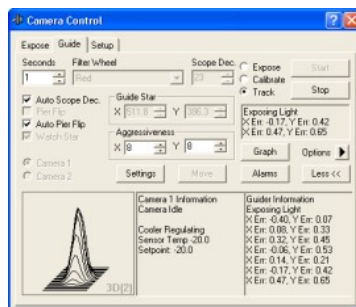 Camera Control
Expose Guide Setup
Seconds Filter Wheel Scope Dec.
1 Red 23
Expose
Calibrate
Track
Start
Stop
Auto Scope Dec.
Pier Flip
Auto Pier Flip
Watch Star
Guide Star
X 511.8 Y 386.3
Aggressiveness
X 8 Y 8
Exposing Light
X Err: -0.17, Y Err: 0.42
X Err: 0.47, Y Err: 0.65
Graph Options
Camera 1
Camera 2
Settings Move Alarms Less <<
3D[2]
Camera 1 Information
Camera Idle
Cooler Regulating
Sensor Temp -20.0
Setpoint: -20.0
Guider Information
Exposing Light
X Err: -0.40, Y Err: 0.07
X Err: 0.08, Y Err: 0.33
X Err: 0.32, Y Err: 0.45
X Err: -0.06, Y Err: 0.53
X Err: 0.14, Y Err: 0.21
X Err: -0.17, Y Err: 0.42
X Err: 0.47, Y Err: 0.65